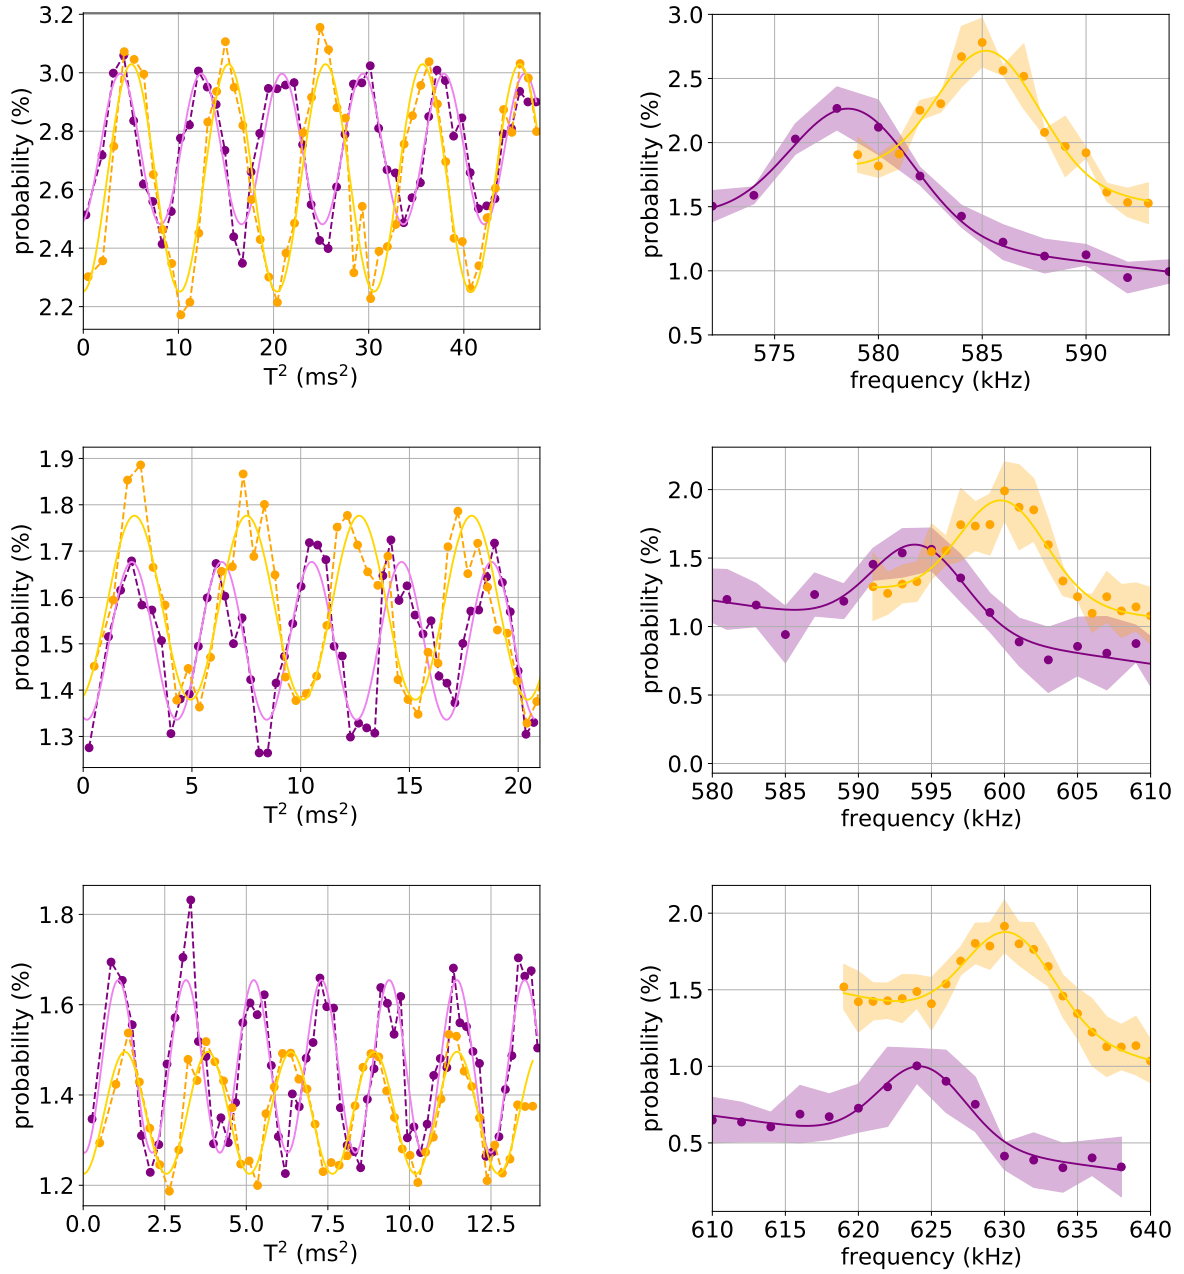 3.2
3.0
2.8
2.6
2.4
2.2
probability (%)
0 10 20 30 40
T² (ms²)
3.0
2.5
2.0
1.5
1.0
0.5
probability (%)
575 580 585 590
frequency (kHz)
1.9
1.8
1.7
1.6
1.5
1.4
1.3
probability (%)
0 5 10 15 20
T² (ms²)
2.0
1.5
1.0
0.5
0.0
probability (%)
580 585 590 595 600 605 610
frequency (kHz)
1.8
1.6
1.4
1.2
probability (%)
0.0 2.5 5.0 7.5 10.0 12.5
T² (ms²)
2.0
1.5
1.0
0.5
probability (%)
610 615 620 625 630 635 640
frequency (kHz)